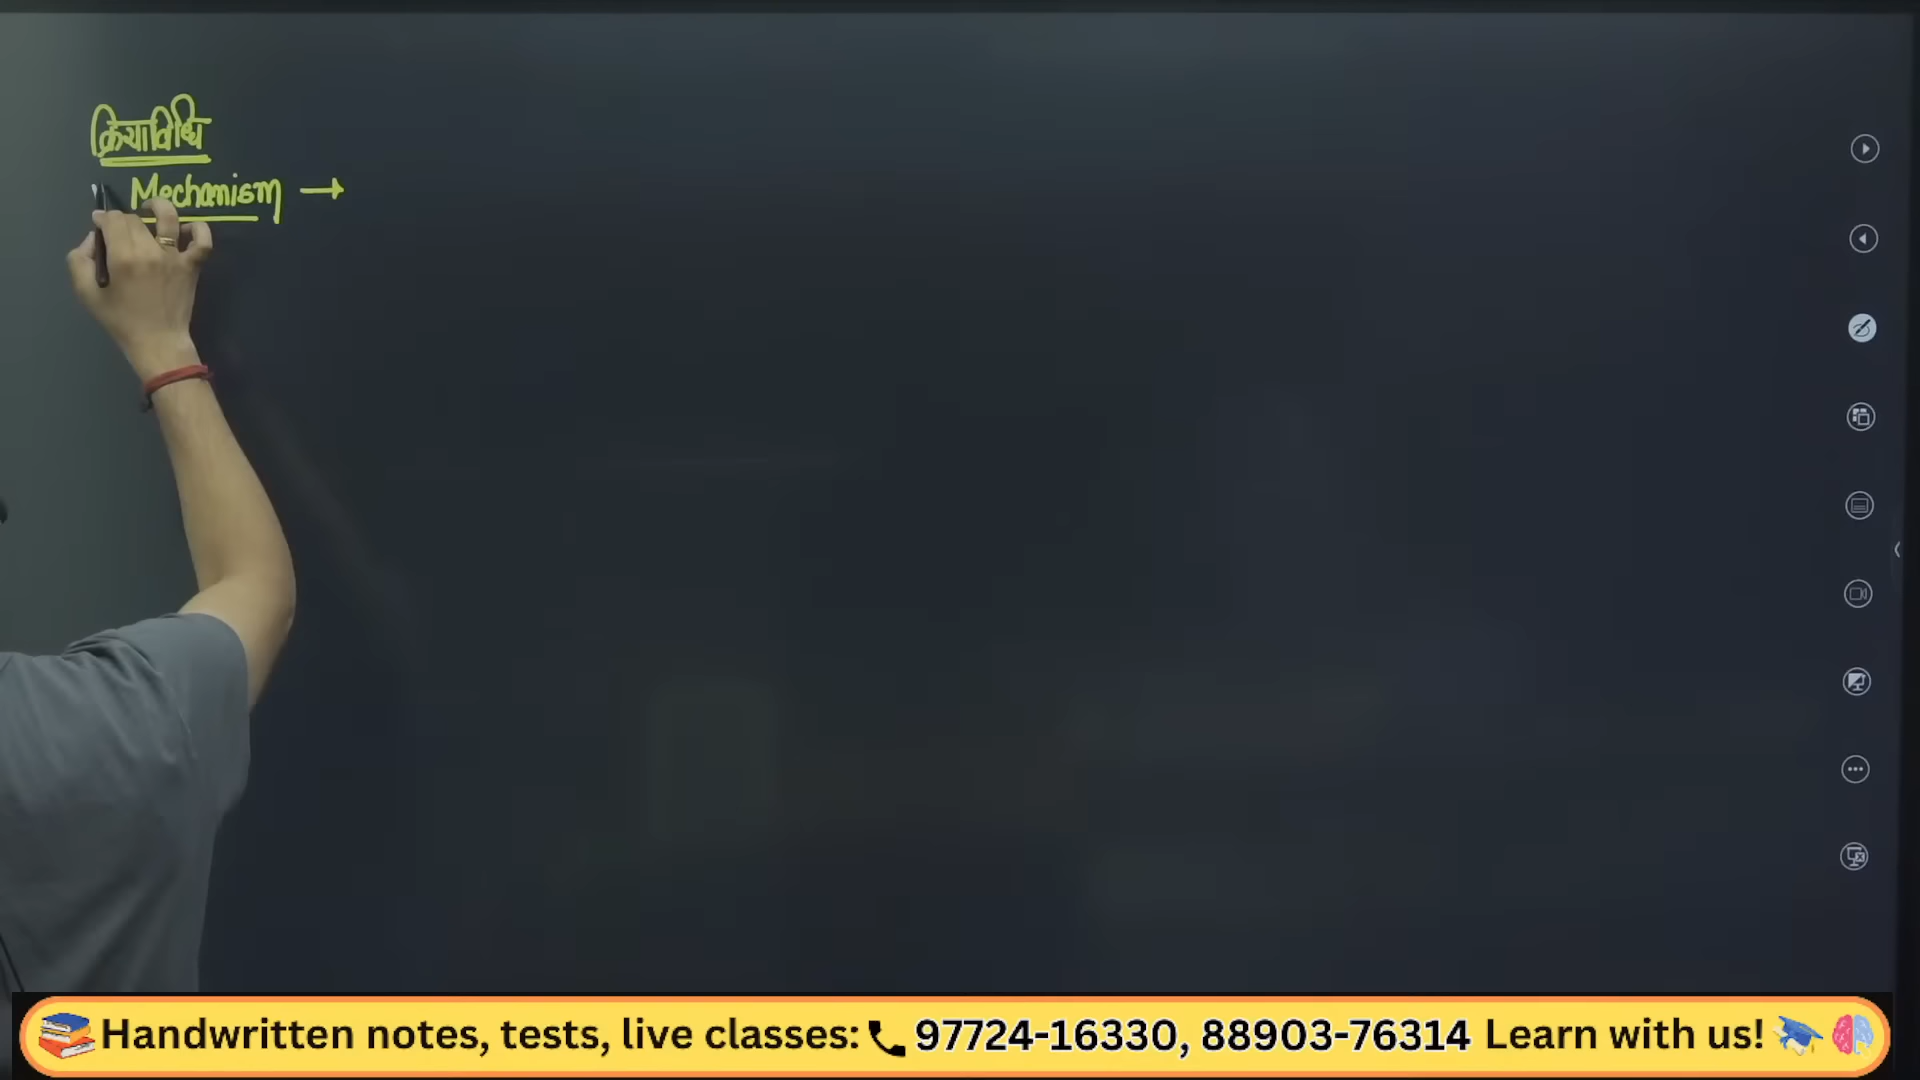 क्रियाविधि
Mechanism →
Handwritten notes, tests, live classes: 97724-16330, 88903-76314 Learn with us!